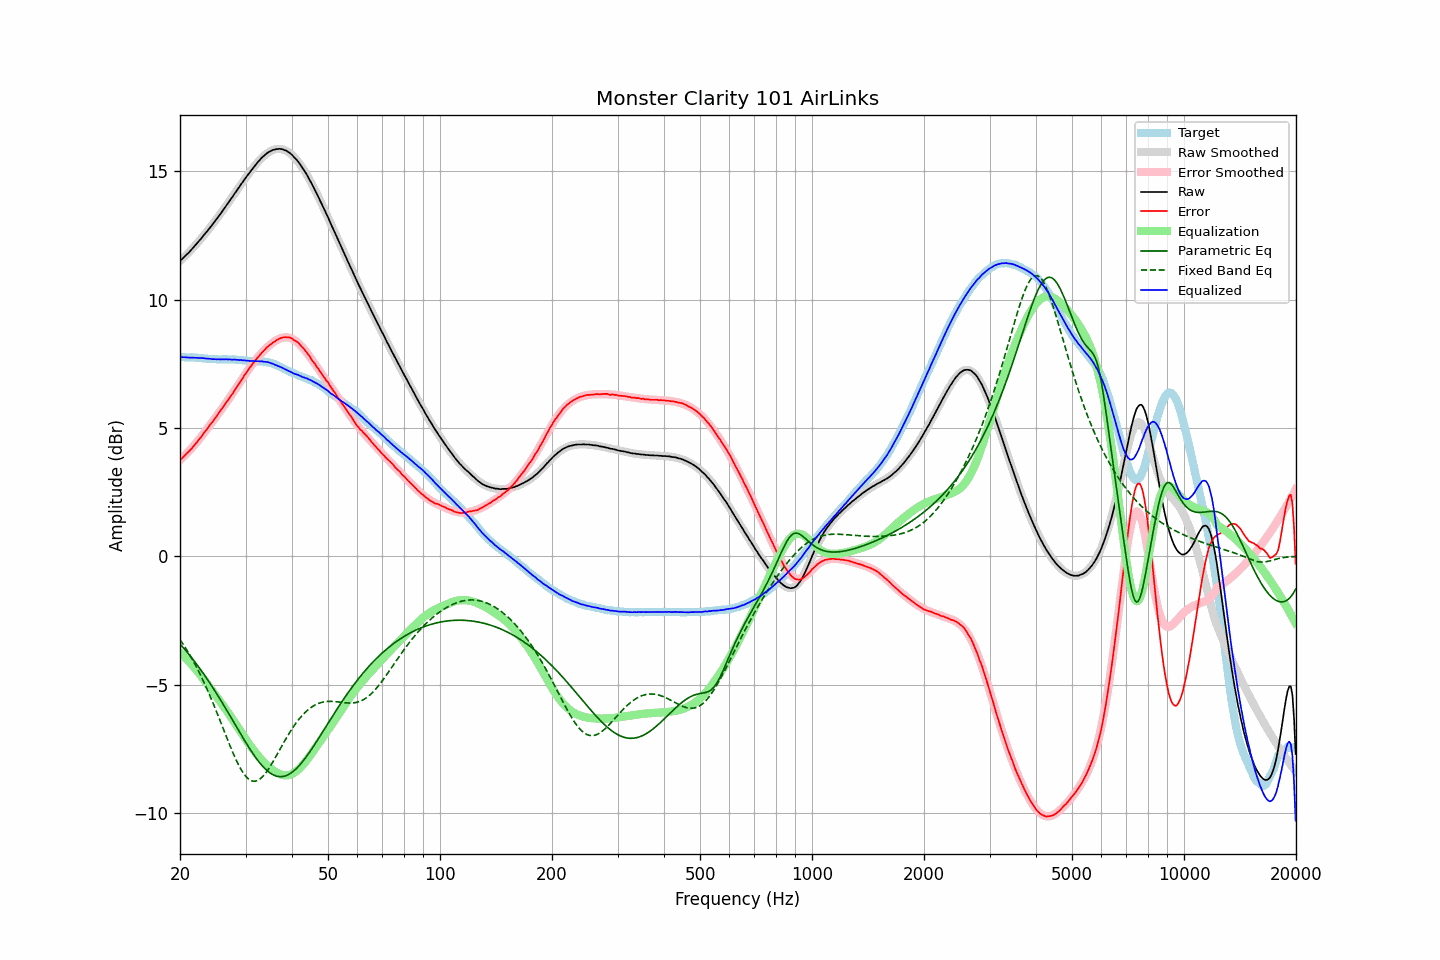 Monster Clarity 101 AirLinks
Target
Raw Smoothed
Error Smoothed
Raw
Error
Equalization
Parametric Eq
Fixed Band Eq
Equalized
Amplitude (dBr)
15
10
5
0
−5
−10
20
50
100
200
500
1000
2000
5000
10000
20000
Frequency (Hz)